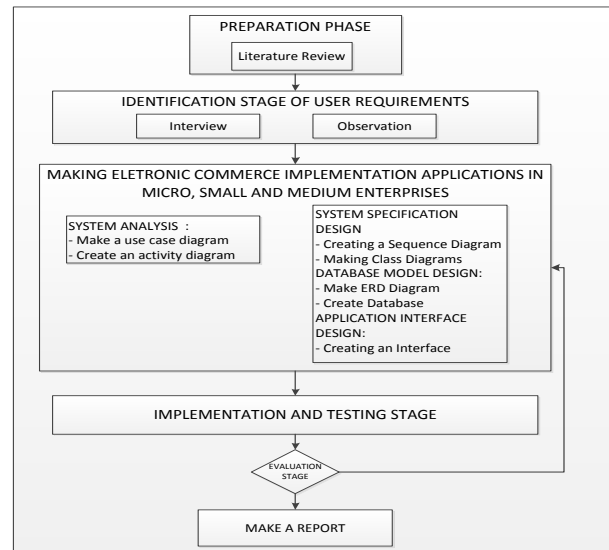 PREPARATION PHASE
Literature Review
IDENTIFICATION STAGE OF USER REQUIREMENTS
Interview
Observation
MAKING ELETRONIC COMMERCE IMPLEMENTATION APPLICATIONS IN
MICRO, SMALL AND MEDIUM ENTERPRISES
SYSTEM ANALYSIS :
- Make a use case diagram
- Create an activity diagram
SYSTEM SPECIFICATION
DESIGN
- Creating a Sequence Diagram
- Making Class Diagrams
DATABASE MODEL DESIGN:
- Make ERD Diagram
- Create Database
APPLICATION INTERFACE
DESIGN:
- Creating an Interface
IMPLEMENTATION AND TESTING STAGE
EVALUATION
STAGE
MAKE A REPORT